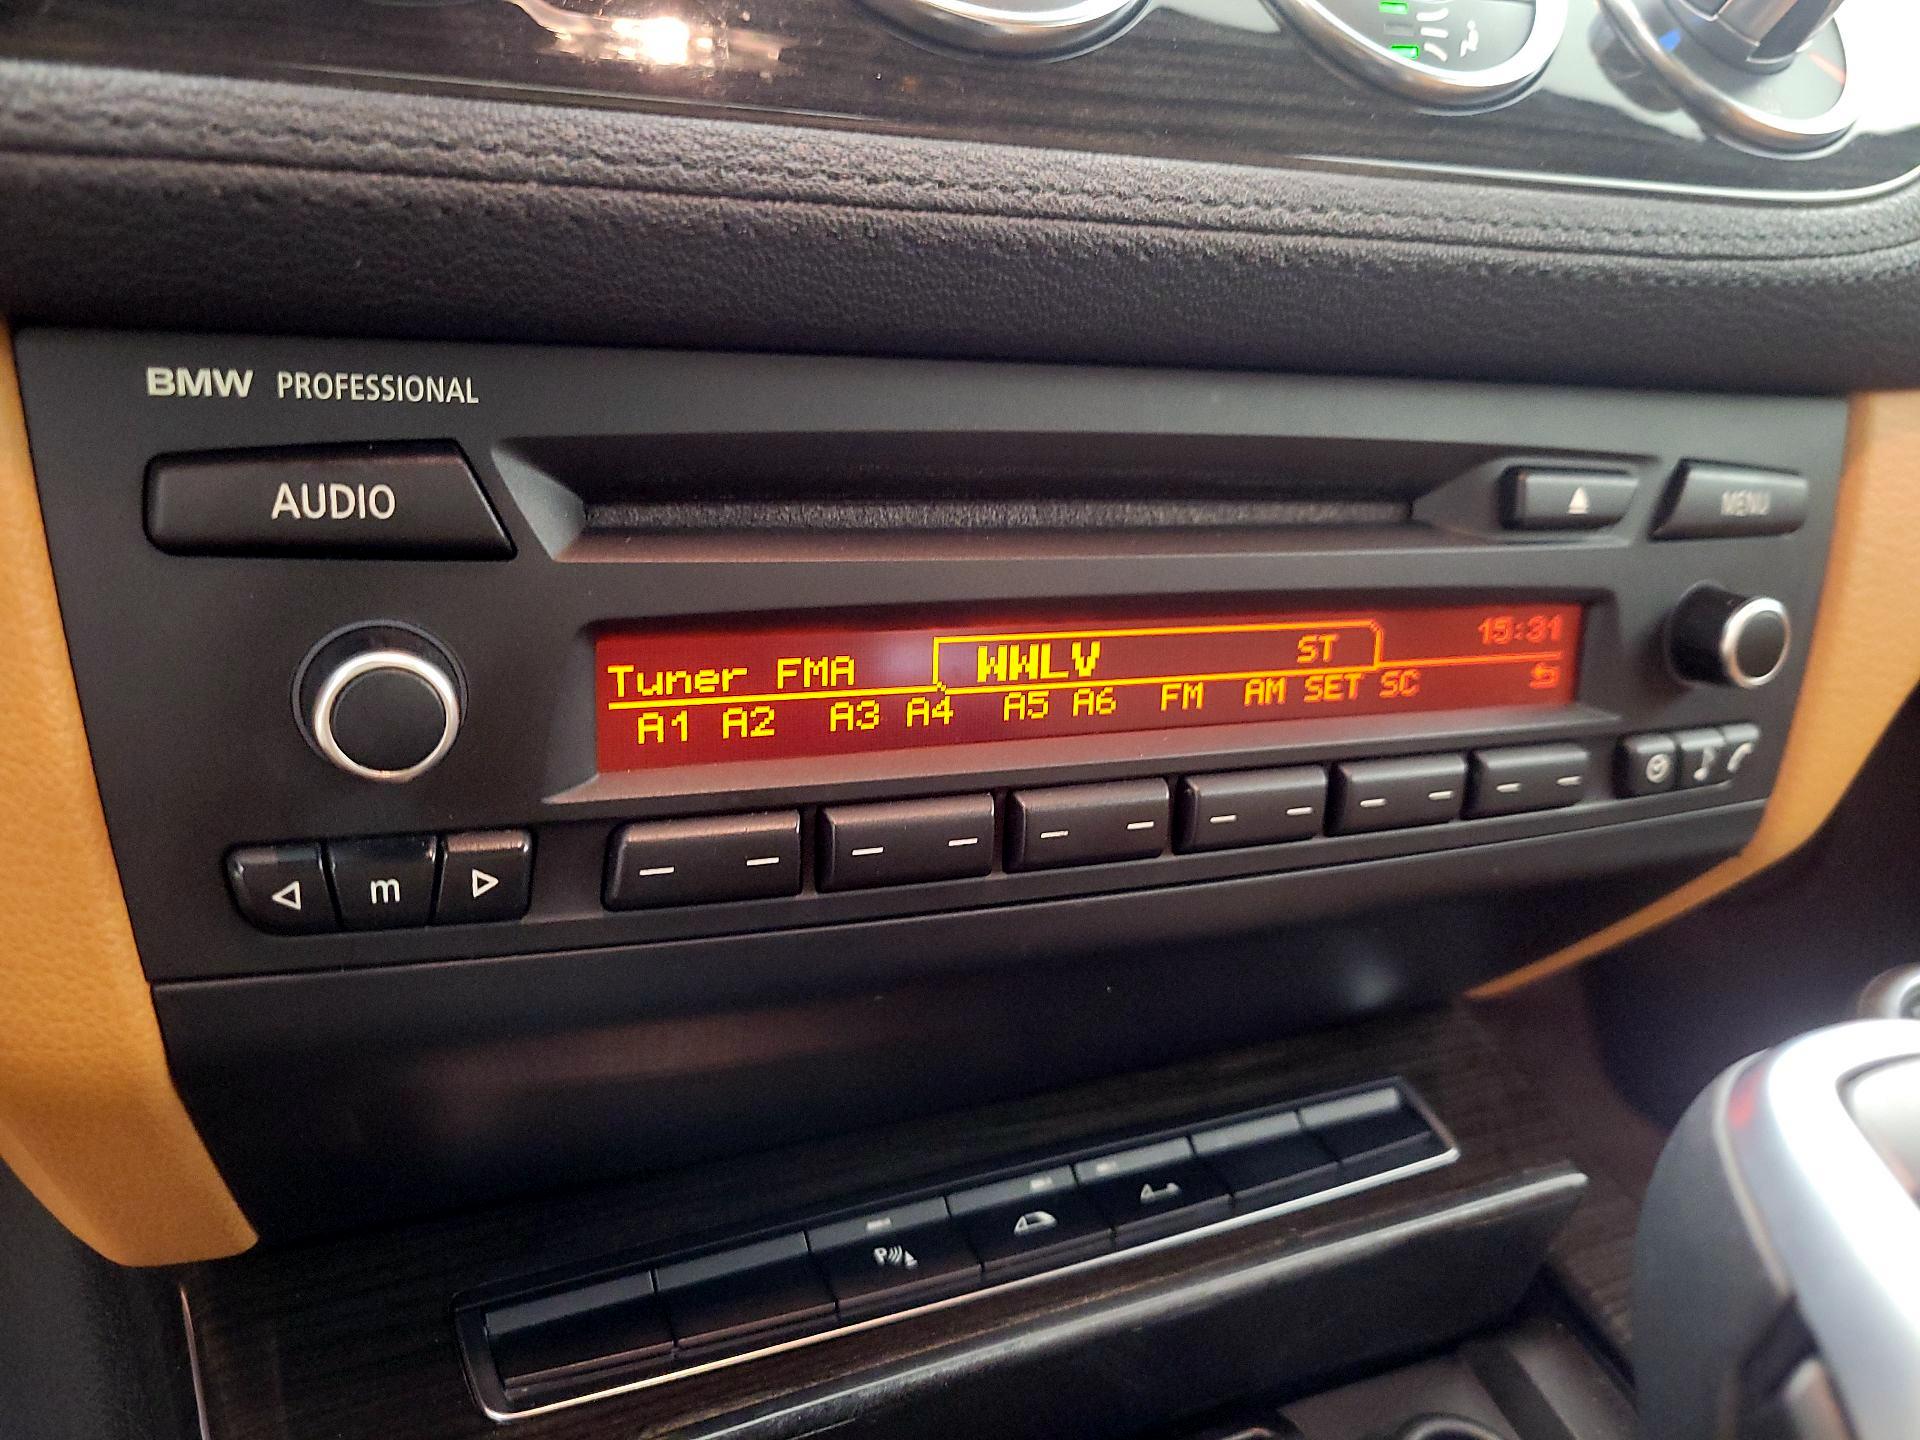 BMW PROFESSIONAL
AUDIO
MENU
Tuner FMA WWLV ST 15:31
A1 A2 A3 A4 A5 A6 FM AM SET SC
m
P